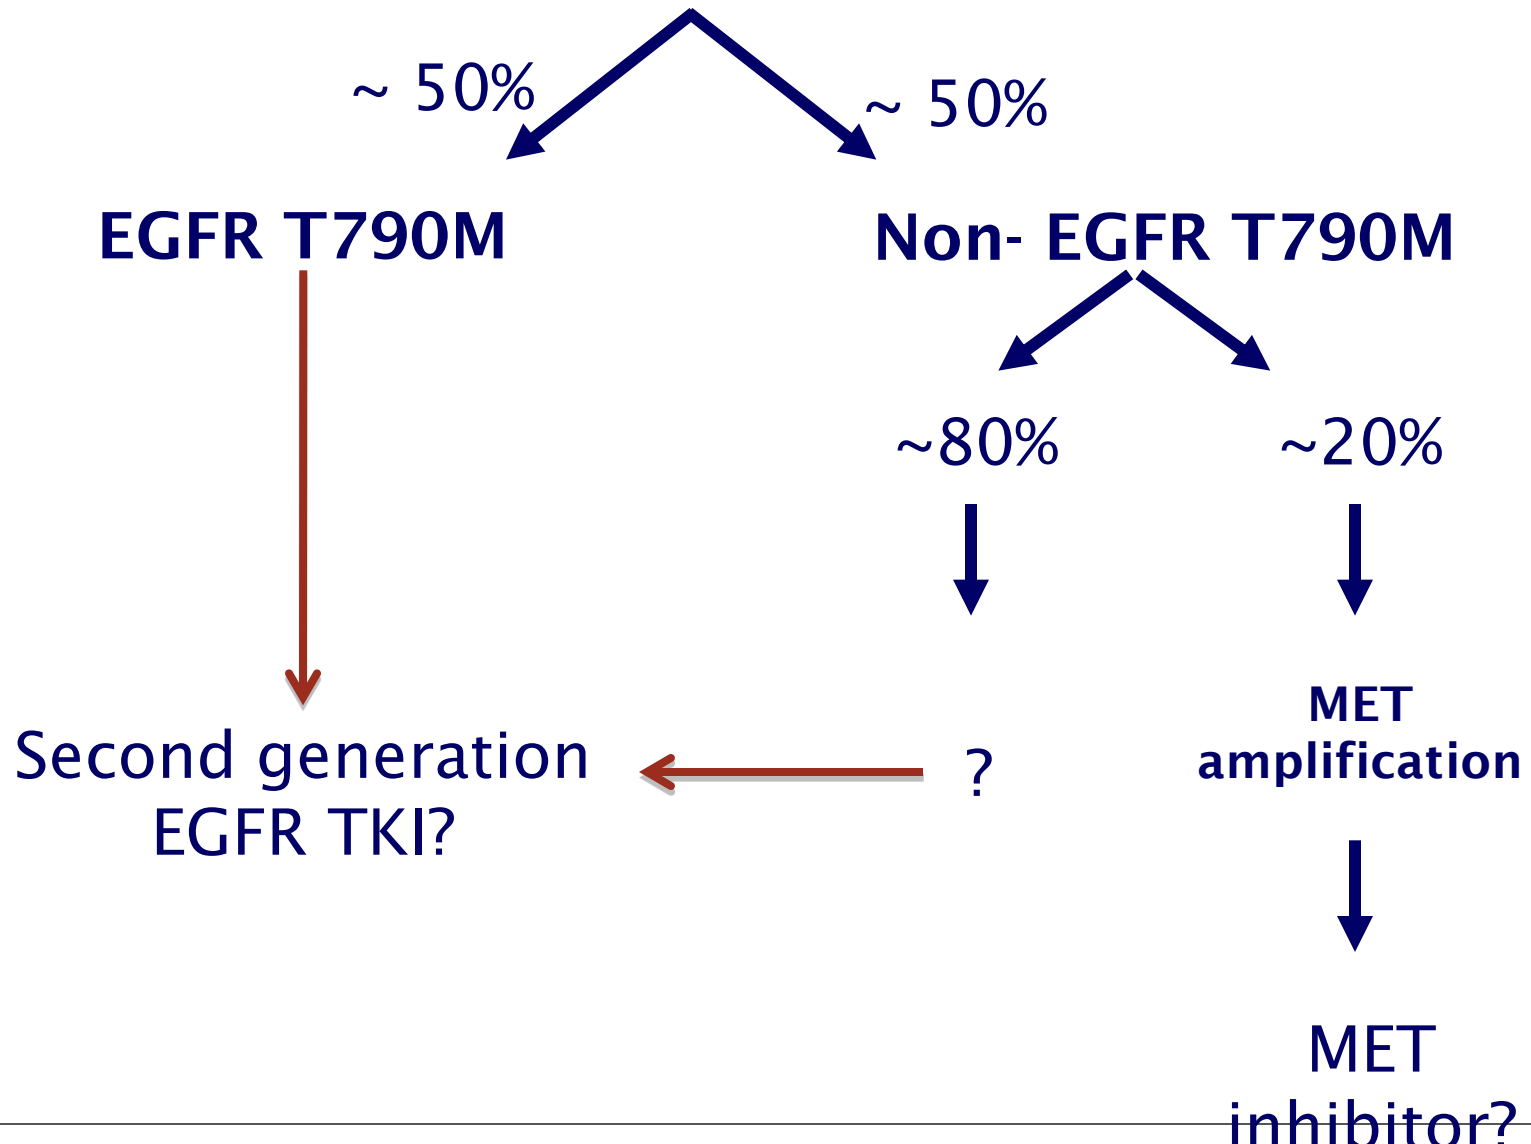 ~ 50%
~ 50%
EGFR T790M
Non- EGFR T790M
~80%
~20%
MET
amplification
Second generation
EGFR TKI?
?
MET
inhibitor?